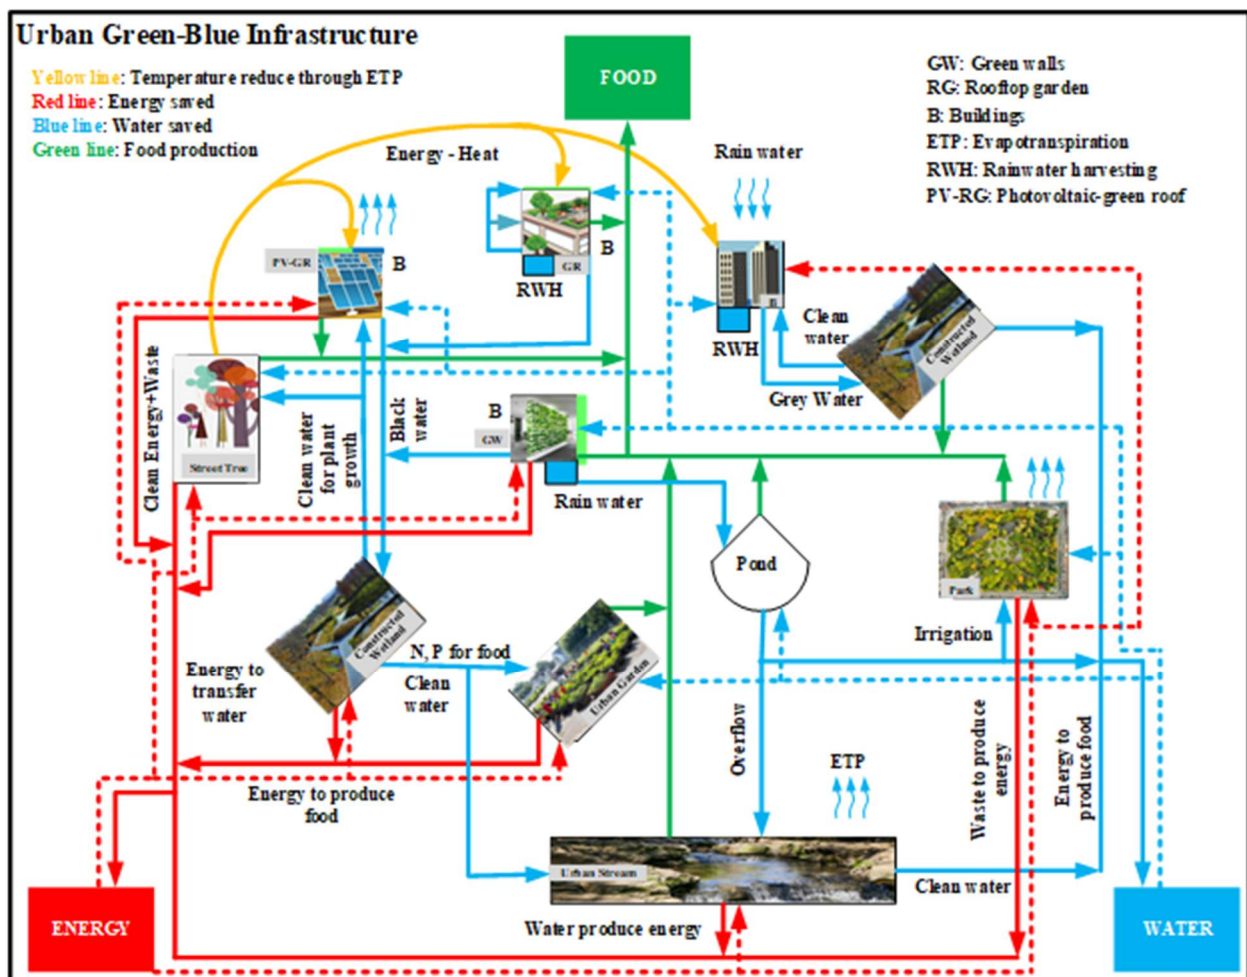 Urban Green-Blue Infrastructure
Yellow line: Temperature reduce through ETP
Red line: Energy saved
Blue line: Water saved
Green line: Food production
FOOD
GW: Green walls
RG: Rooftop garden
B: Buildings
ETP: Evapotranspiration
RWH: Rainwater harvesting
PV-RG: Photovoltaic-green roof
Energy - Heat
Rain water
PV-GR
B
B
GR
RWH
B
RWH
Clean
water
Grey Water
Constructed
Wetland
Clean Energy+Waste
Street Tree
Clean water
for plant
growth
Black
water
B
GW
Rain water
Pond
Park
Irrigation
Constructed
Wetland
N, P for food
Clean
water
Urban Garden
Energy to
transfer
water
Energy to produce
food
Overflow
ETP
Waste to produce
energy
Energy to
produce food
Urban Stream
Clean water
Water produce energy
ENERGY
WATER